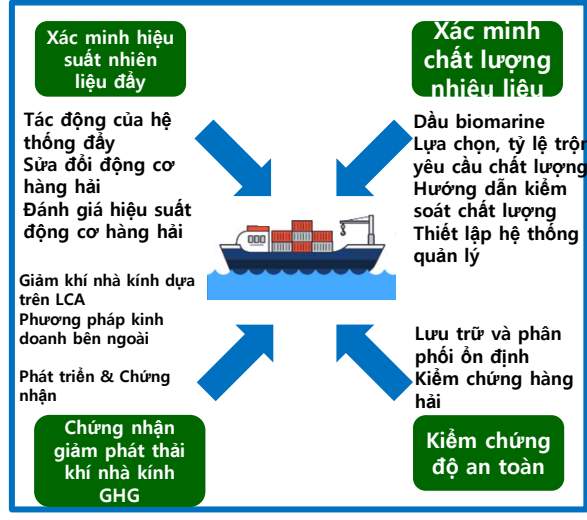 Xác minh hiệu
suất nhiên
liệu đẩy
Tác động của hệ
thống đẩy
Sửa đổi động cơ
hàng hải
Đánh giá hiệu suất
động cơ hàng hải
Xác minh
chất lượng
nhiêu liệu
Dầu biomarine
Lựa chọn, tỷ lệ trộn
yêu cầu chất lượng
Hướng dẫn kiểm
soát chất lượng
Thiết lập hệ thống
quản lý
Giảm khí nhà kính dựa
trên LCA
Phương pháp kinh
doanh bên ngoài
Phát triển & Chứng
nhận
Chứng nhận
giảm phát thải
khí nhà kính
GHG
Lưu trữ và phân
phối ổn định
Kiểm chứng hàng
hải
Kiểm chứng
độ an toàn